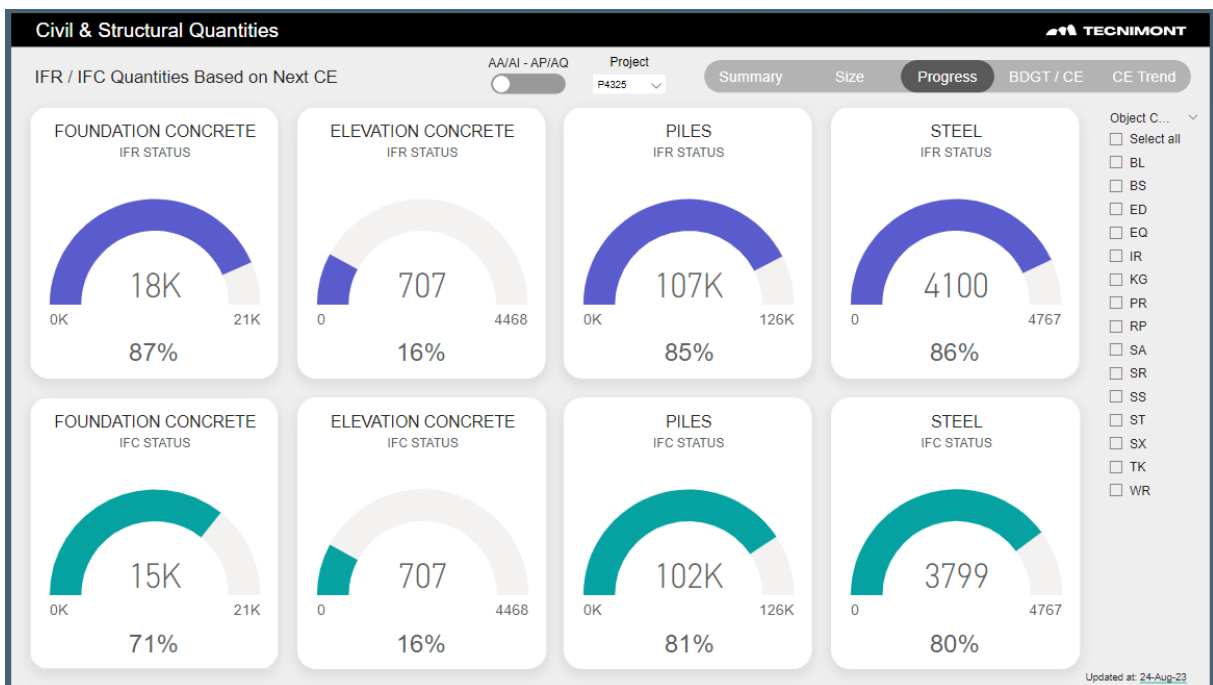 Civil & Structural Quantities
TECNIMONT
IFR / IFC Quantities Based on Next CE
AA/AI - AP/AQ
Project
P4325
Summary
Size
Progress
BDGT / CE
CE Trend
FOUNDATION CONCRETE
IFR STATUS
18K
0K
21K
87%
ELEVATION CONCRETE
IFR STATUS
707
0
4468
16%
PILES
IFR STATUS
107K
0K
126K
85%
STEEL
IFR STATUS
4100
0
4767
86%
FOUNDATION CONCRETE
IFC STATUS
15K
0K
21K
71%
ELEVATION CONCRETE
IFC STATUS
707
0
4468
16%
PILES
IFC STATUS
102K
0K
126K
81%
STEEL
IFC STATUS
3799
0
4767
80%
Object C...
Select all
BL
BS
ED
EQ
IR
KG
PR
RP
SA
SR
SS
ST
SX
TK
WR
Updated at: 24-Aug-23